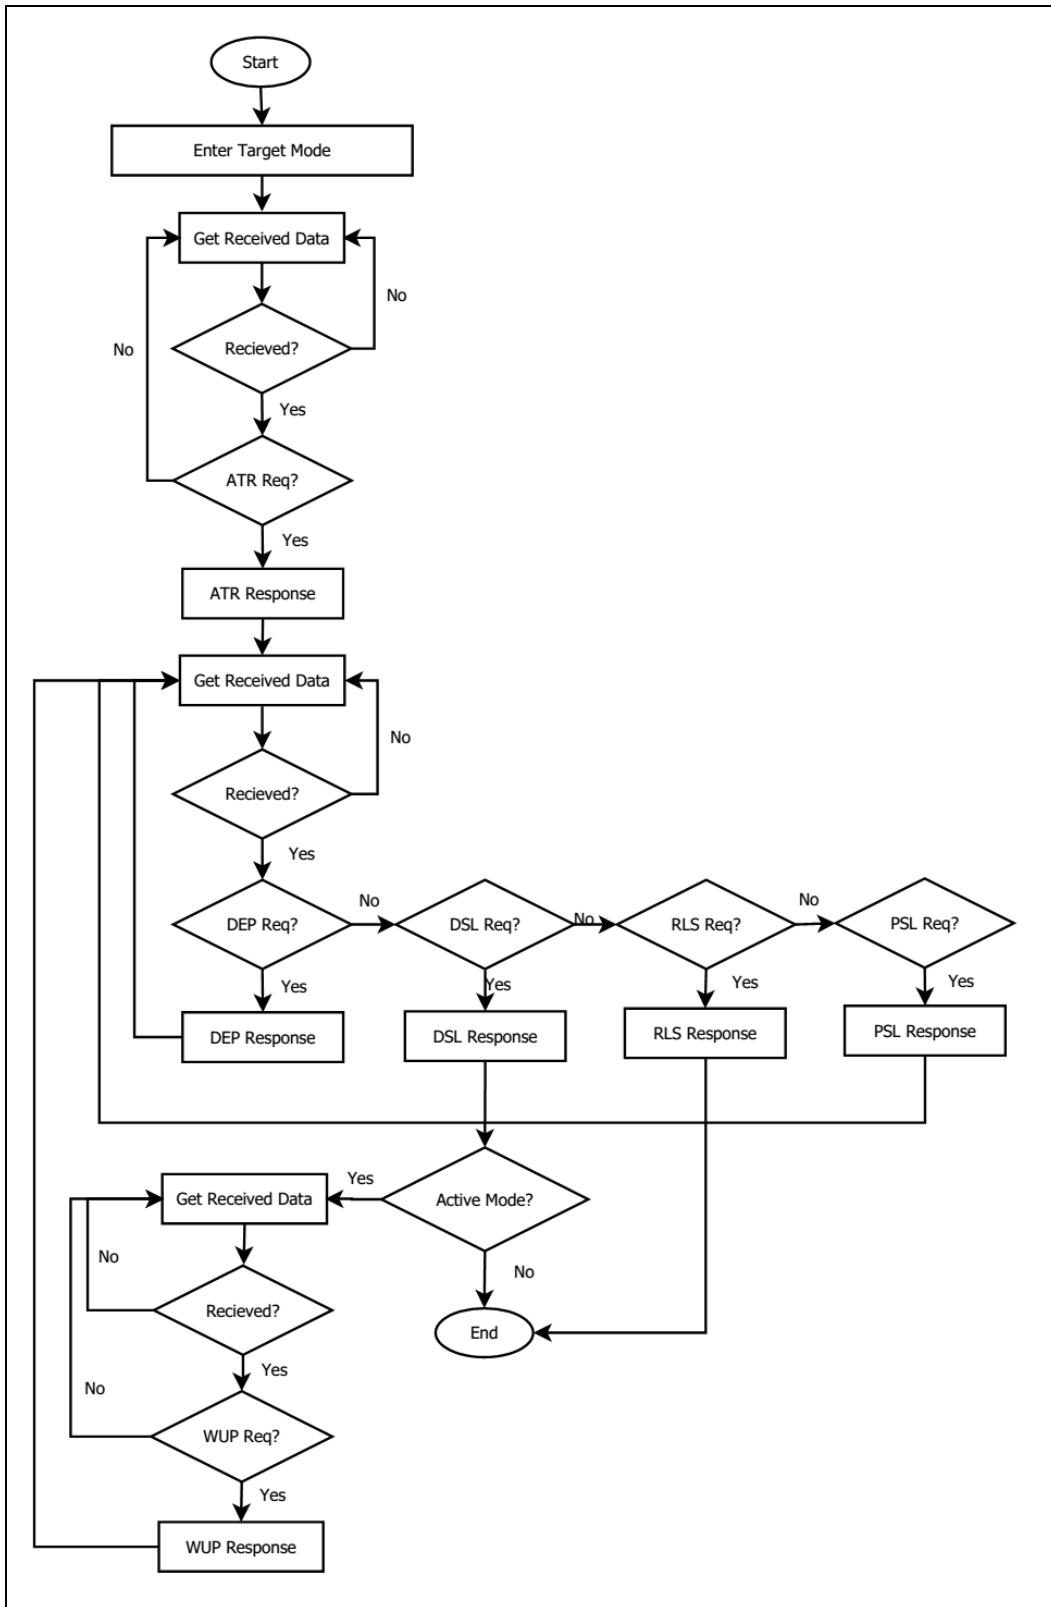 Start
Enter Target Mode
Get Received Data
No
Recieved?
No
Yes
ATR Req?
Yes
ATR Response
Get Received Data
No
Recieved?
Yes
DEP Req?
No
DSL Req?
No
RLS Req?
No
PSL Req?
Yes
Yes
Yes
Yes
DEP Response
DSL Response
RLS Response
PSL Response
Yes
Get Received Data
Active Mode?
No
No
Recieved?
End
Yes
No
WUP Req?
Yes
WUP Response